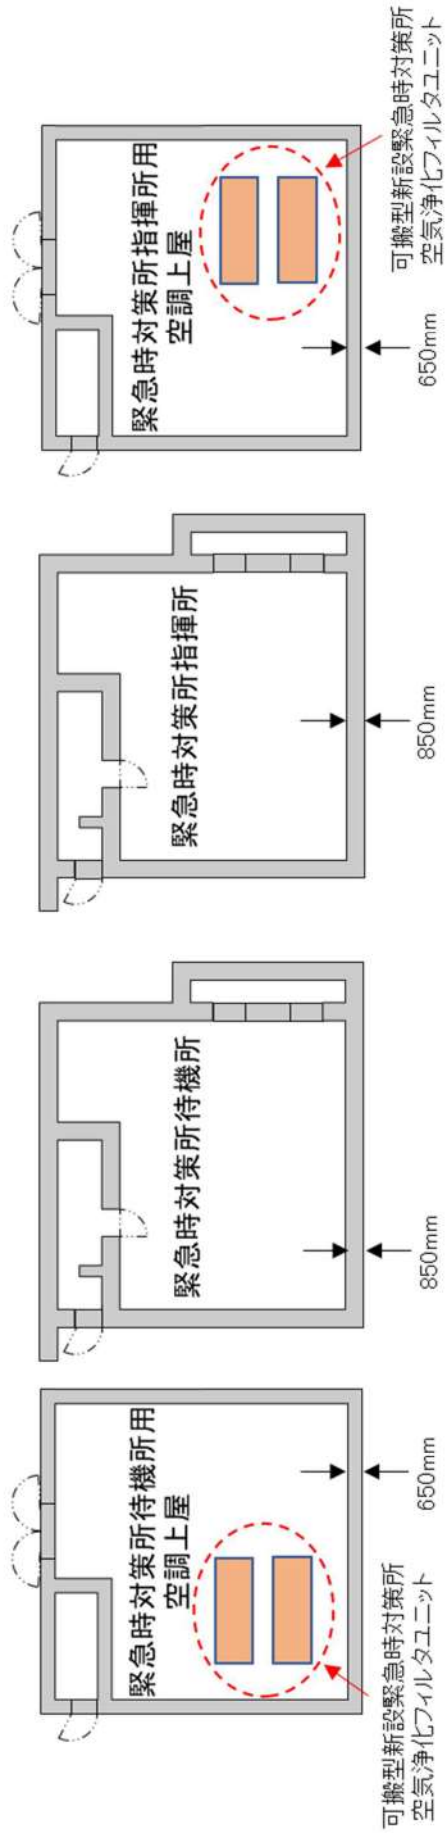 緊急時対策所待機所用
空調上屋
可搬型新設緊急時対策所
空気浄化フィルタユニット
650mm
緊急時対策所待機所
850mm
緊急時対策所指揮所
850mm
緊急時対策所指揮所用
空調上屋
650mm
可搬型新設緊急時対策所
空気浄化フィルタユニット